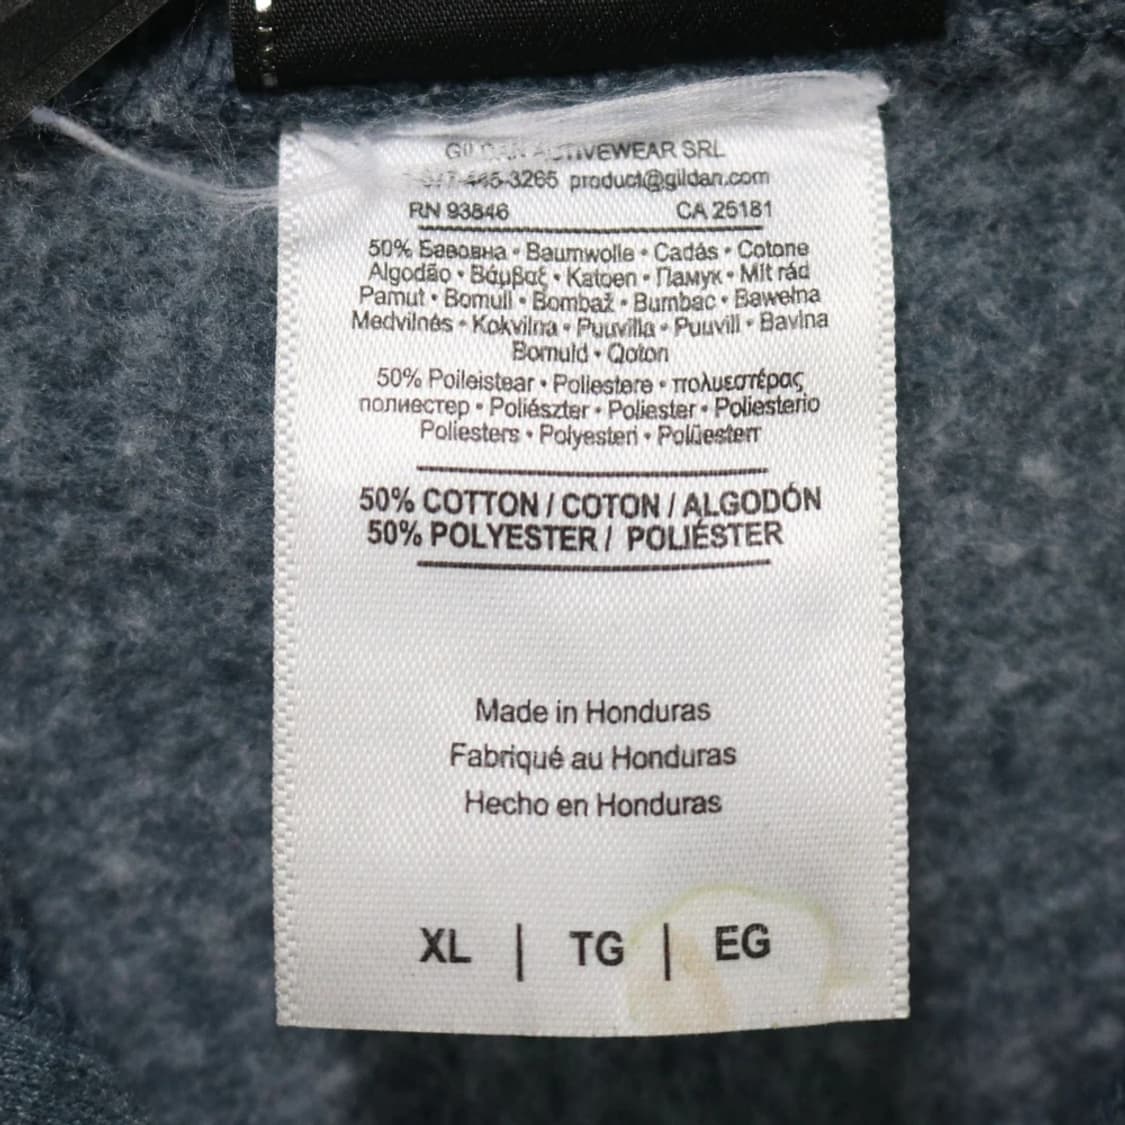 ACTIVEWEAR SRL
product@gildan.com
RN 93846 CA 25181
50% Бавовна • Baumwolle • Cadás • Cotone
Algodão • Βάμβαξ • Katoen • Памук • Mit rád
Pamut • Bomull • Bombaž • Bumbac • Bawełna
Medvilnės • Kokvilna • Puuvilla • Puuvill • Bavlna
Bomuld • Qoton
50% Poileistear • Poliestere • πολυεστέρας
полиестер • Poliészter • Poliester • Poliesterio
Poliesters • Polyesteri • Polüesterr
50% COTTON / COTON / ALGODÓN
50% POLYESTER / POLIÉSTER
Made in Honduras
Fabriqué au Honduras
Hecho en Honduras
XL | TG | EG